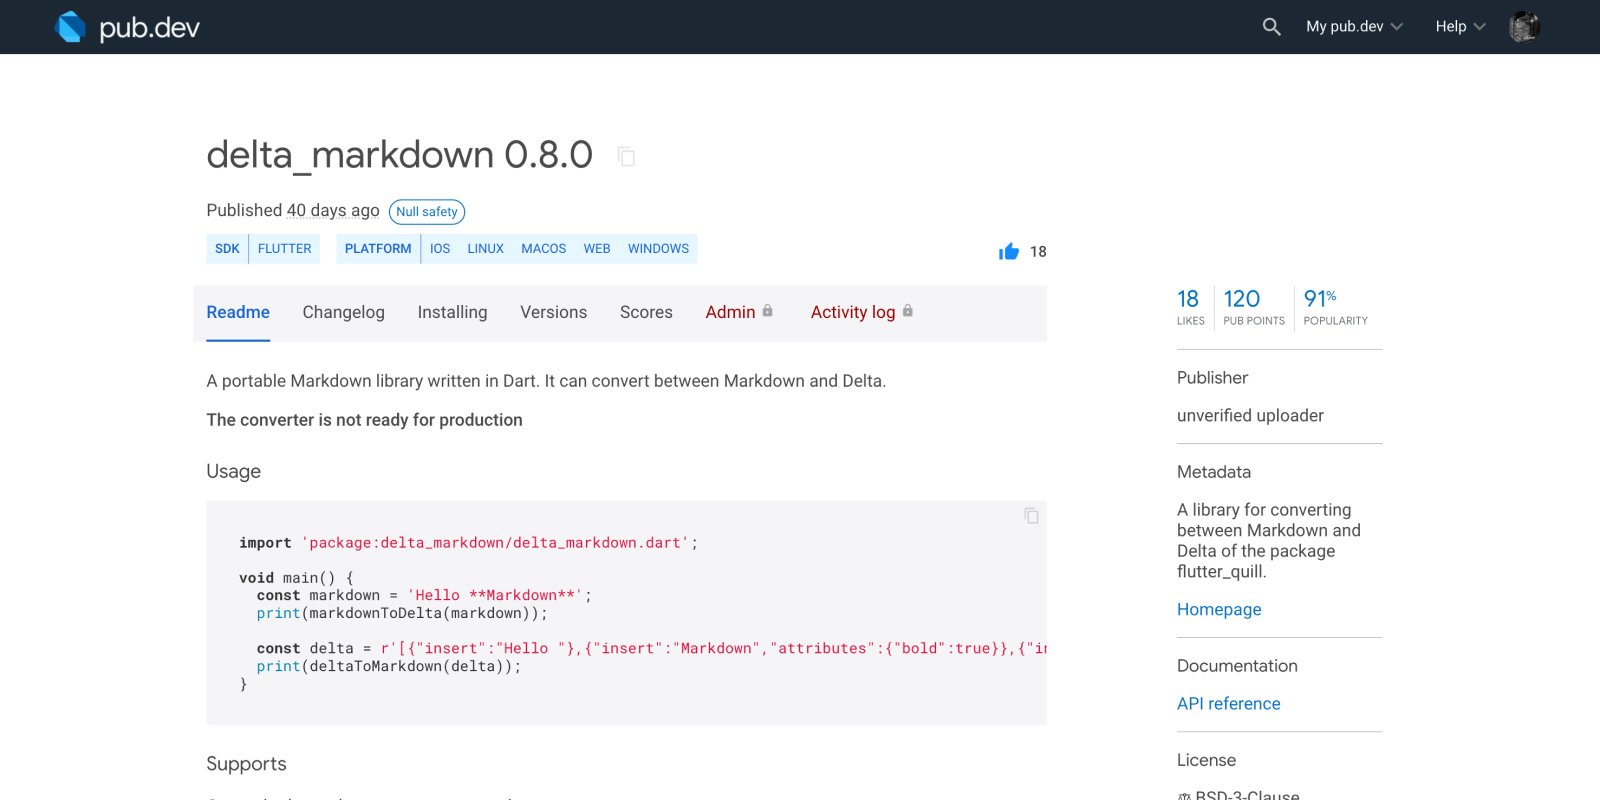 pub.dev
My pub.dev
Help
delta_markdown 0.8.0
Published 40 days ago Null safety
SDK FLUTTER PLATFORM IOS LINUX MACOS WEB WINDOWS
18
Readme Changelog Installing Versions Scores Admin Activity log
A portable Markdown library written in Dart. It can convert between Markdown and Delta.
The converter is not ready for production
Usage
import 'package:delta_markdown/delta_markdown.dart';
void main() {
const markdown = 'Hello **Markdown**';
print(markdownToDelta(markdown));
const delta = r'[{"insert":"Hello "},{"insert":"Markdown","attributes":{"bold":true}},{"in
print(deltaToMarkdown(delta));
}
Supports
18 120 91%
LIKES PUB POINTS POPULARITY
Publisher
unverified uploader
Metadata
A library for converting
between Markdown and
Delta of the package
flutter_quill.
Homepage
Documentation
API reference
License
BSD-3-Clause